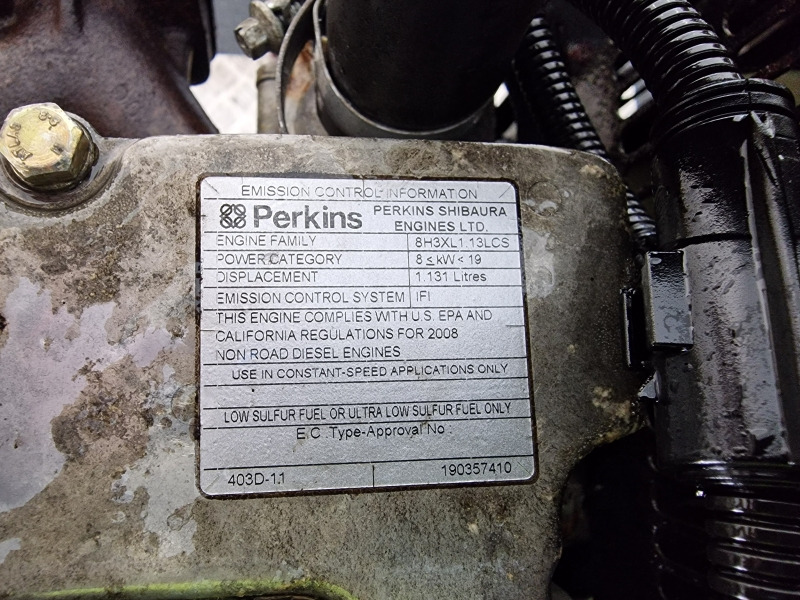 EMISSION CONTROL INFORMATION
Perkins PERKINS SHIBAURA
ENGINES LTD.
ENGINE FAMILY 8H3XL1.13LCS
POWER CATEGORY 8 ≤ kW < 19
DISPLACEMENT 1.131 Litres
EMISSION CONTROL SYSTEM IFI
THIS ENGINE COMPLIES WITH U.S. EPA AND
CALIFORNIA REGULATIONS FOR 2008
NON ROAD DIESEL ENGINES
USE IN CONSTANT-SPEED APPLICATIONS ONLY
LOW SULFUR FUEL OR ULTRA LOW SULFUR FUEL ONLY
E.C. Type-Approval No.
403D-1.1 190357410